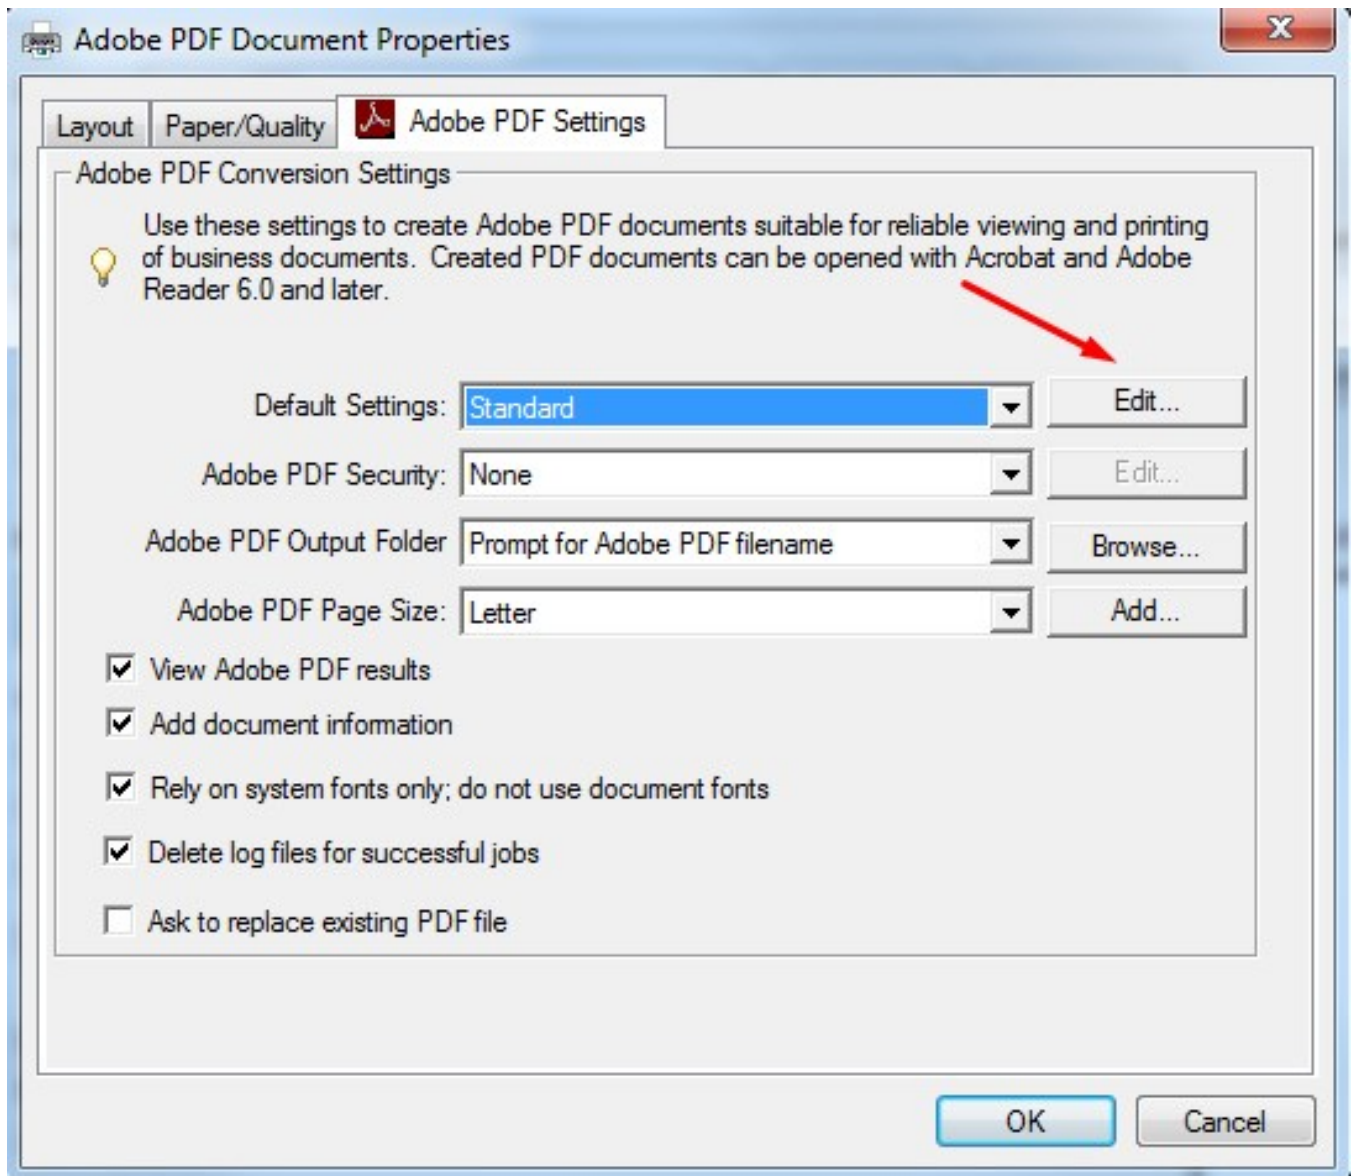 Adobe PDF Document Properties
Layout Paper/Quality Adobe PDF Settings
Adobe PDF Conversion Settings
Use these settings to create Adobe PDF documents suitable for reliable viewing and printing
of business documents. Created PDF documents can be opened with Acrobat and Adobe
Reader 6.0 and later.
Default Settings: Standard Edit...
Adobe PDF Security: None Edit...
Adobe PDF Output Folder Prompt for Adobe PDF filename Browse...
Adobe PDF Page Size: Letter Add...
View Adobe PDF results
Add document information
Rely on system fonts only; do not use document fonts
Delete log files for successful jobs
Ask to replace existing PDF file
OK Cancel